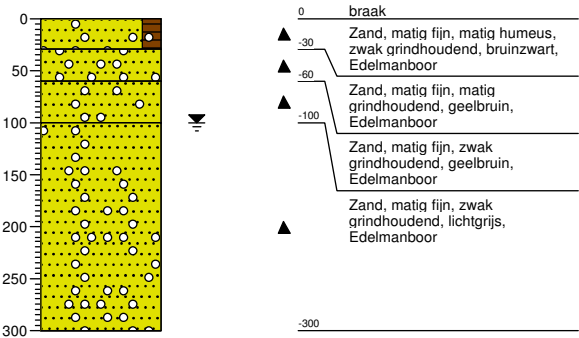 0
50
100
150
200
250
300
0 braak
Zand, matig fijn, matig humeus,
zwak grindhoudend, bruinzwart,
Edelmanboor
-30
Zand, matig fijn, matig
grindhoudend, geelbruin,
Edelmanboor
-60
Zand, matig fijn, zwak
grindhoudend, geelbruin,
Edelmanboor
-100
Zand, matig fijn, zwak
grindhoudend, lichtgrijs,
Edelmanboor
-300